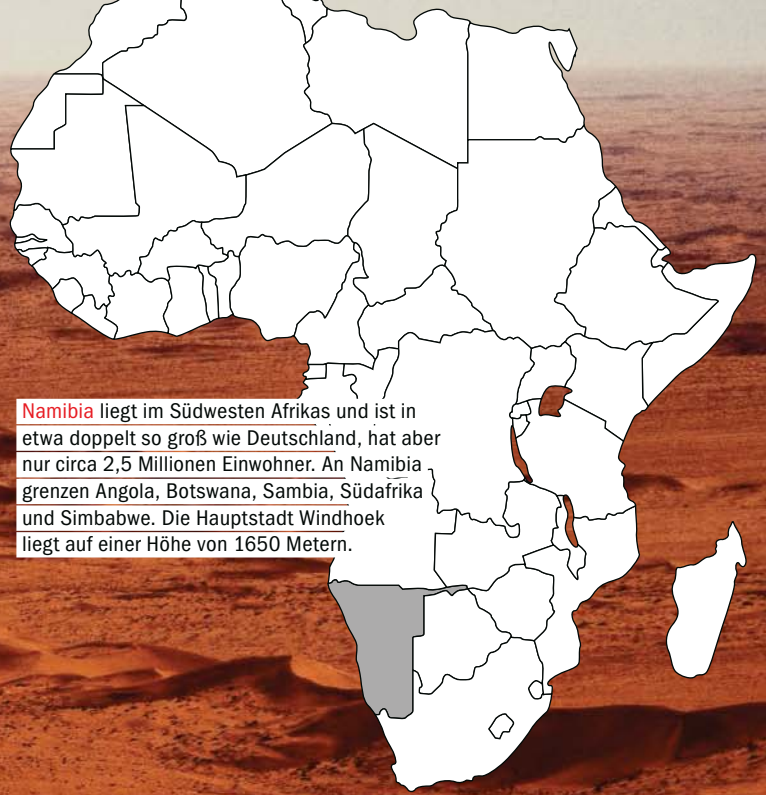 Namibia liegt im Südwesten Afrikas und ist in
etwa doppelt so groß wie Deutschland, hat aber
nur circa 2,5 Millionen Einwohner. An Namibia
grenzen Angola, Botswana, Sambia, Südafrika
und Simbabwe. Die Hauptstadt Windhoek
liegt auf einer Höhe von 1650 Metern.